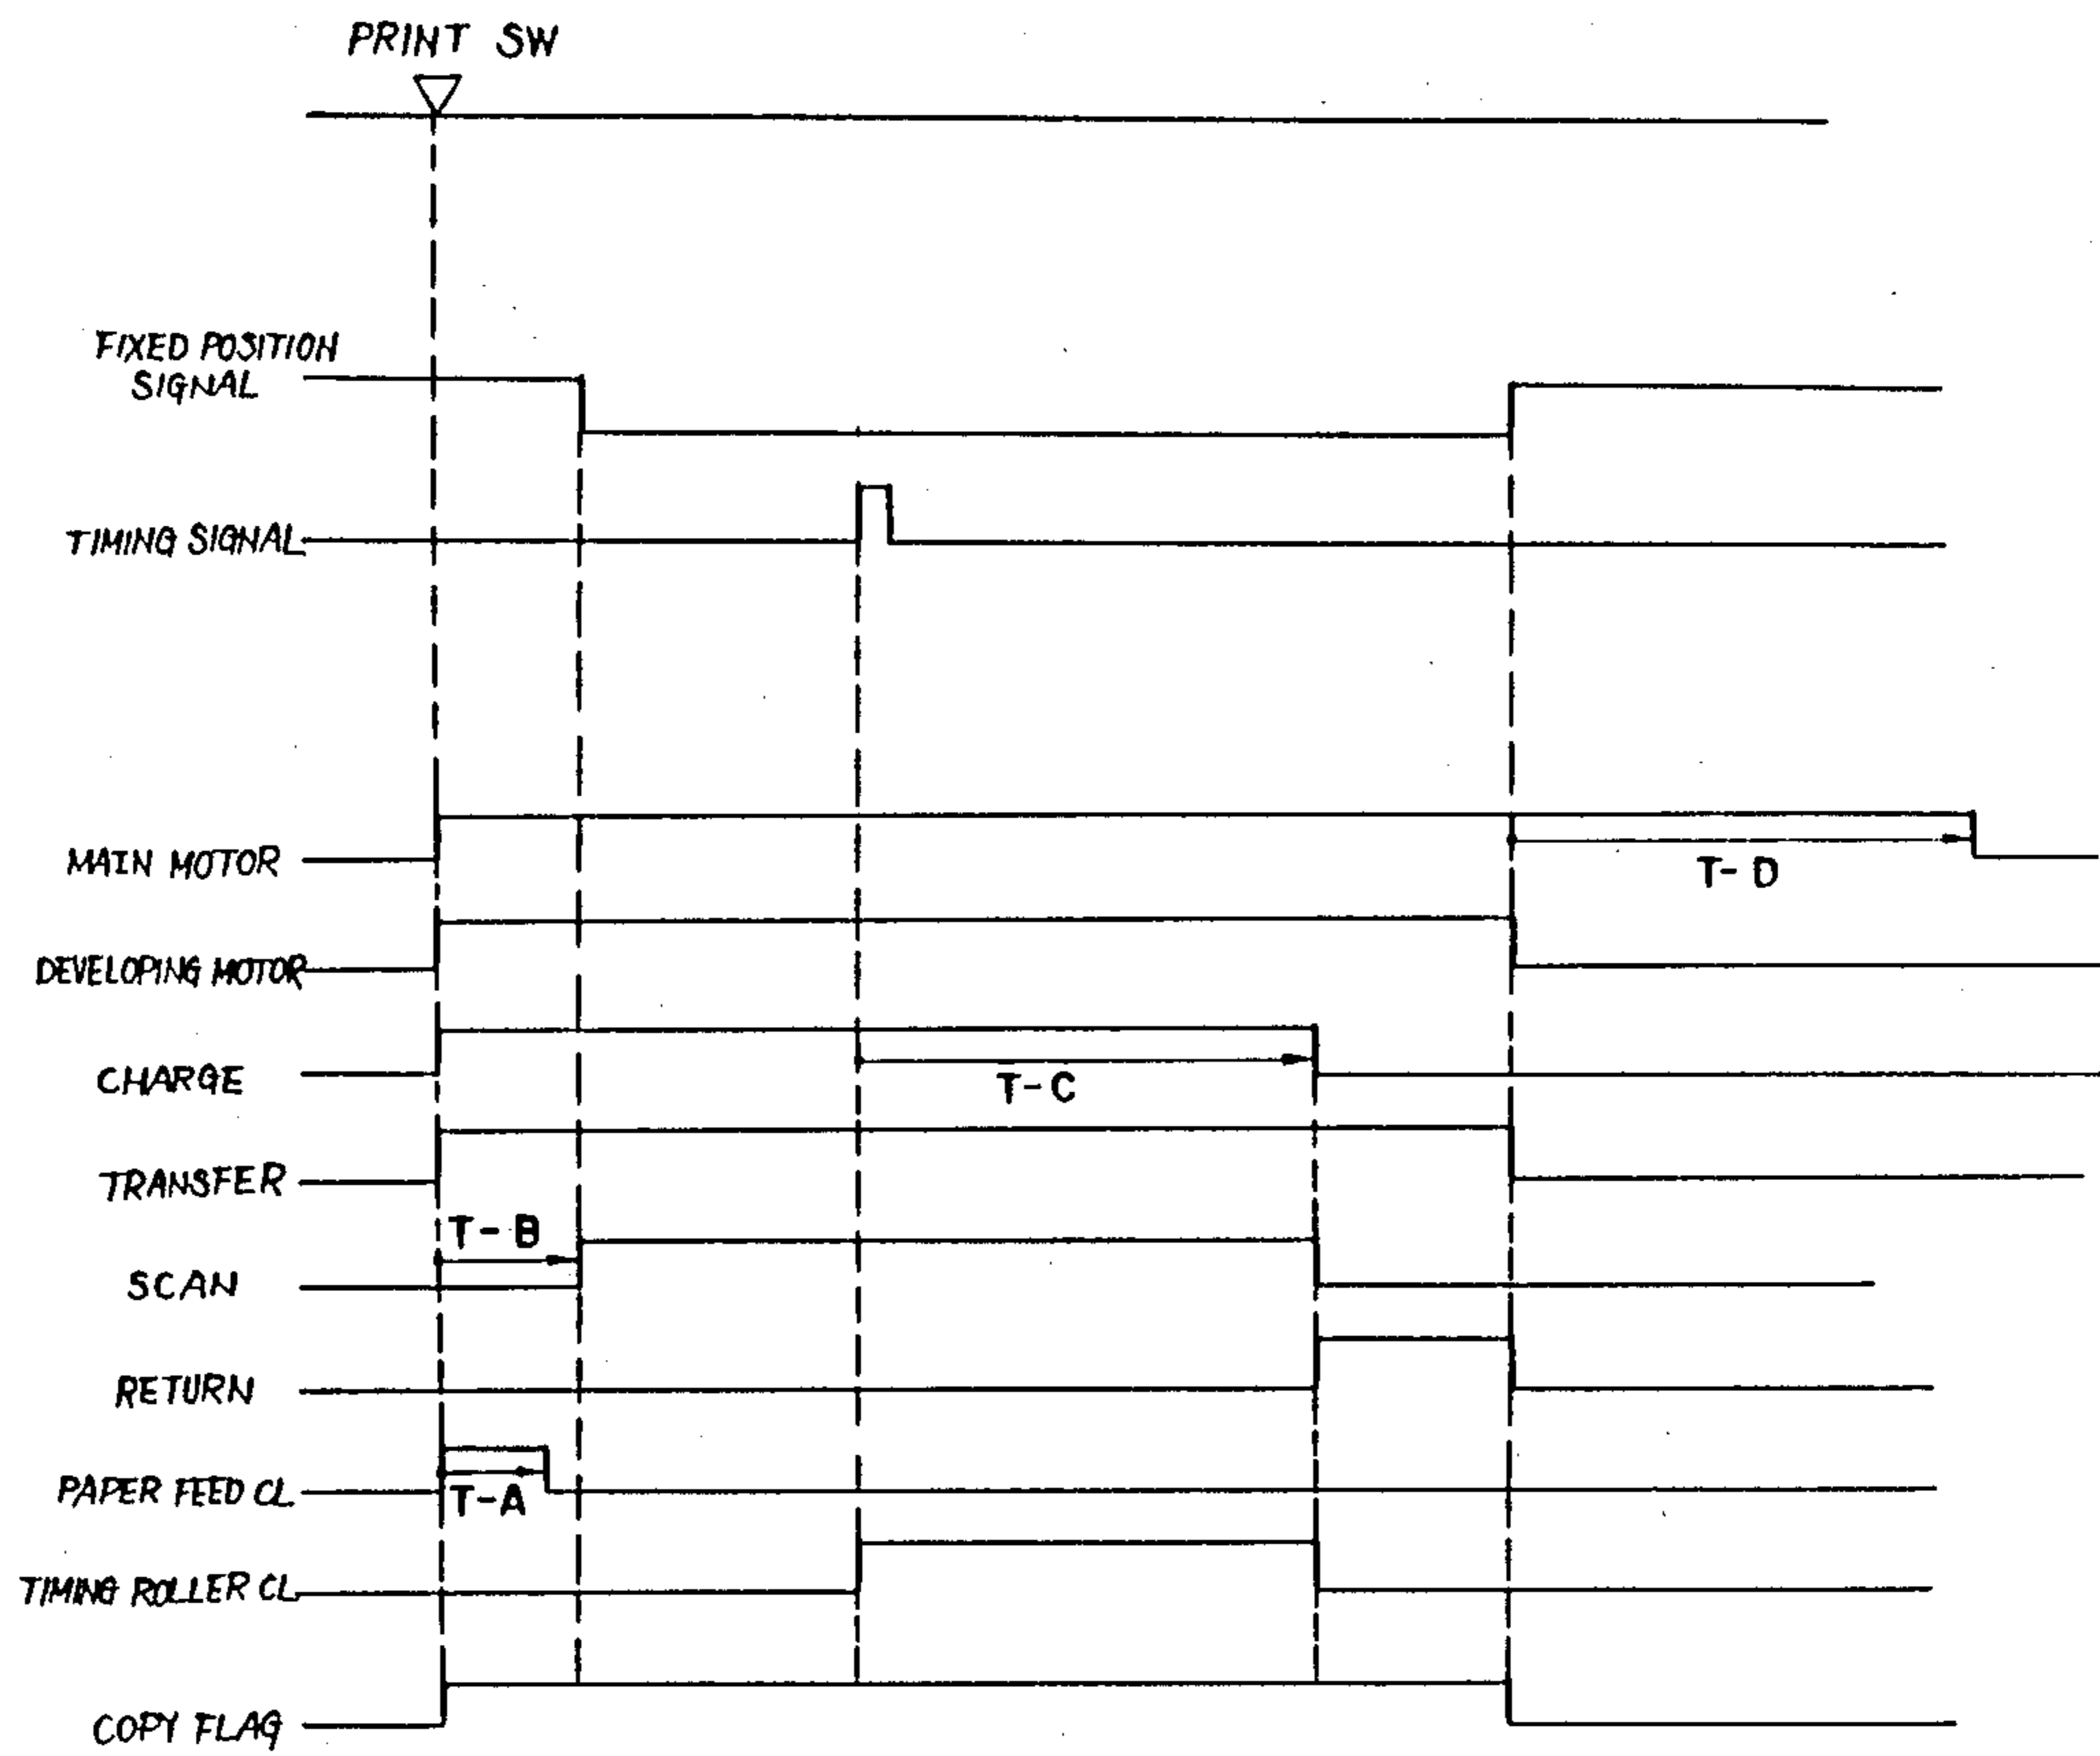 PRINT SW
FIXED POSITION
SIGNAL
TIMING SIGNAL
MAIN MOTOR
T-D
DEVELOPING MOTOR
CHARGE
T-C
TRANSFER
T-B
SCAN
RETURN
PAPER FEED CL
T-A
TIMING ROLLER CL
COPY FLAG